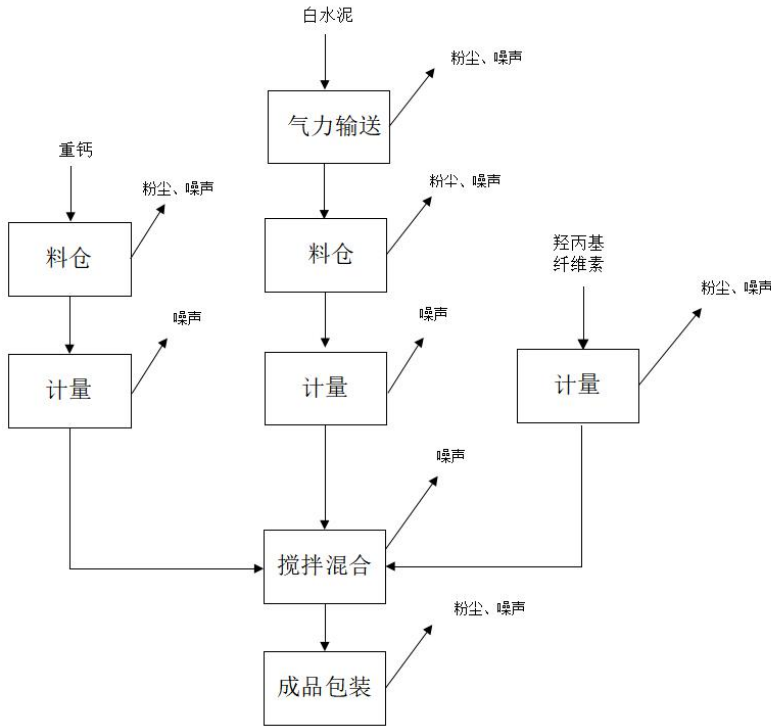 白水泥
粉尘、噪声
气力输送
重钙
粉尘、噪声
粉尘、噪声
料仓
料仓
羟丙基
纤维素
粉尘、噪声
噪声
噪声
计量
计量
计量
噪声
搅拌混合
粉尘、噪声
成品包装